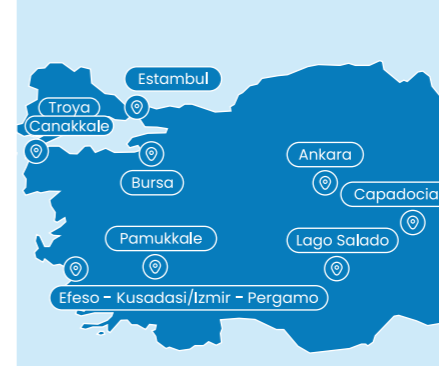 Estambul
Troya
Canakkale
Bursa
Ankara
Capadocia
Pamukkale
Lago Salado
Efeso - Kusadasi/Izmir - Pergamo